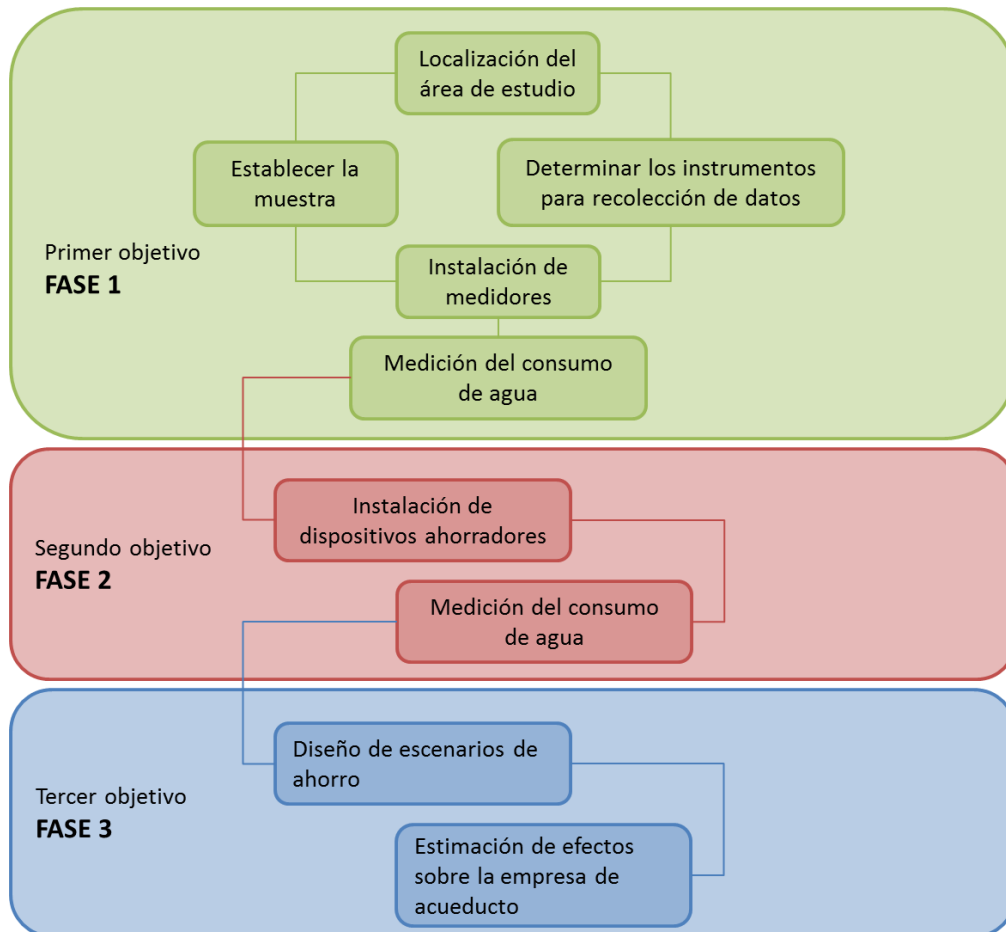 Localización del
área de estudio
Establecer la
muestra
Determinar los instrumentos
para recolección de datos
Primer objetivo
FASE 1
Instalación de
medidores
Medición del consumo
de agua
Instalación de
dispositivos ahorradores
Segundo objetivo
FASE 2
Medición del consumo
de agua
Diseño de escenarios de
ahorro
Tercer objetivo
FASE 3
Estimación de efectos
sobre la empresa de
acueducto